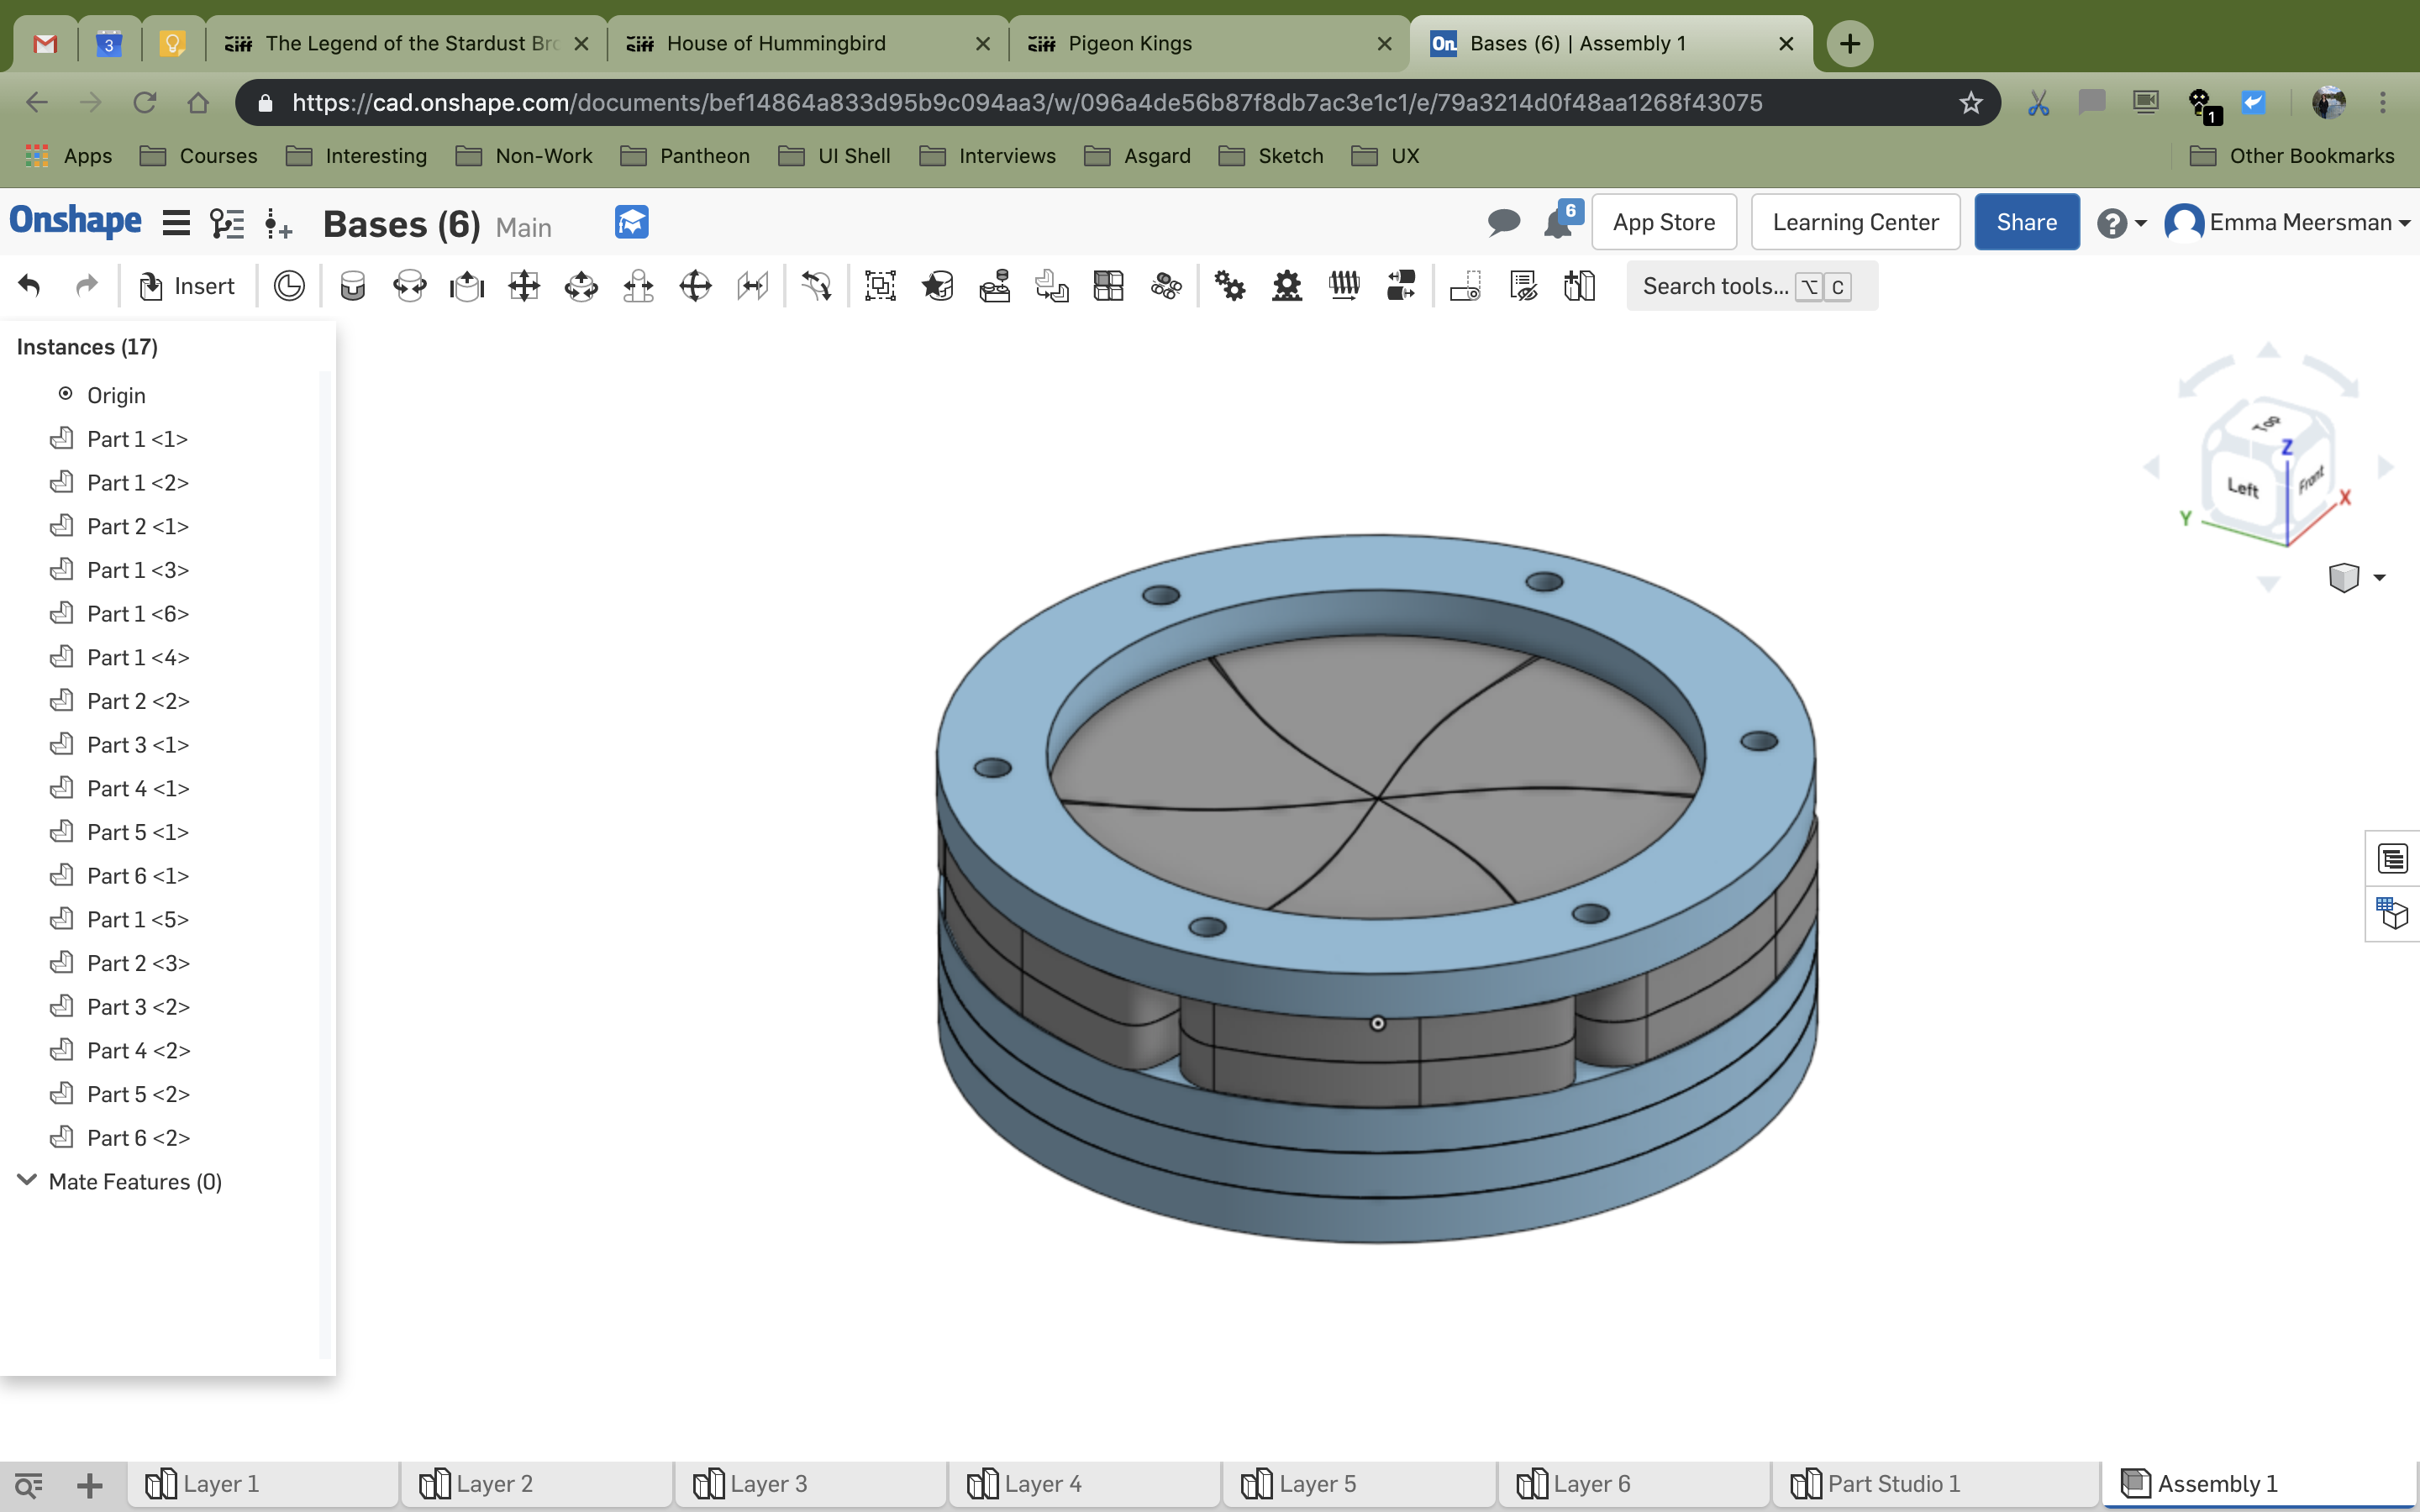 The Legend of the Stardust Bro
House of Hummingbird
Pigeon Kings
On. Bases (6) | Assembly 1
3
https://cad.onshape.com/documents/bef14864a833d95b9c094aa3/w/096a4de56b87f8db7ac3e1c1/e/79a3214d0f48aa1268f43075
1
Apps Courses Interesting Non-Work Pantheon UI Shell Interviews Asgard Sketch UX Other Bookmarks
Onshape Bases (6) Main 6 App Store Learning Center Share ? Emma Meersman
Insert Search tools... ⌥ C
Instances (17)
Origin
Part 1 <1>
Part 1 <2>
Part 2 <1>
Part 1 <3>
Part 1 <6>
Part 1 <4>
Part 2 <2>
Part 3 <1>
Part 4 <1>
Part 5 <1>
Part 6 <1>
Part 1 <5>
Part 2 <3>
Part 3 <2>
Part 4 <2>
Part 5 <2>
Part 6 <2>
Mate Features (0)
Top
Z
Left Front X
Y
Layer 1 Layer 2 Layer 3 Layer 4 Layer 5 Layer 6 Part Studio 1 Assembly 1